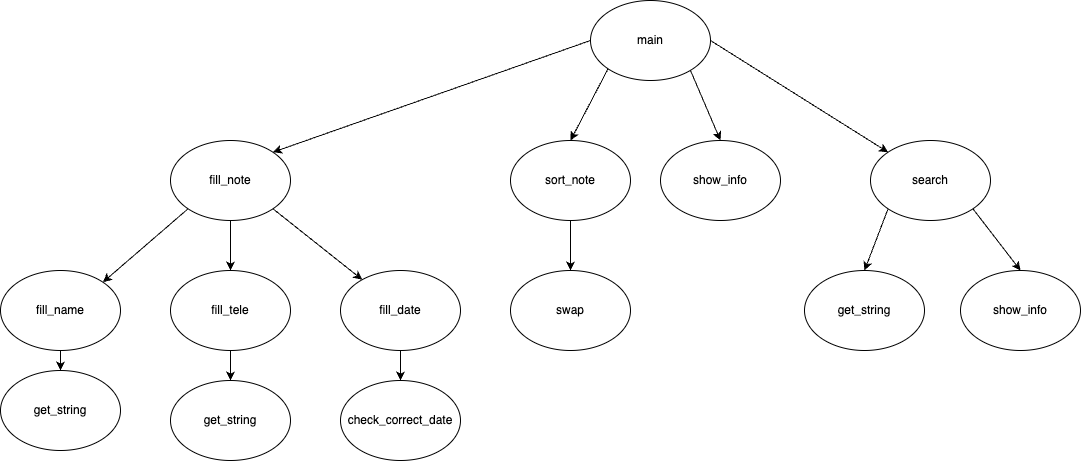 main
fill_note
sort_note
show_info
search
fill_name
fill_tele
fill_date
swap
get_string
show_info
get_string
get_string
check_correct_date